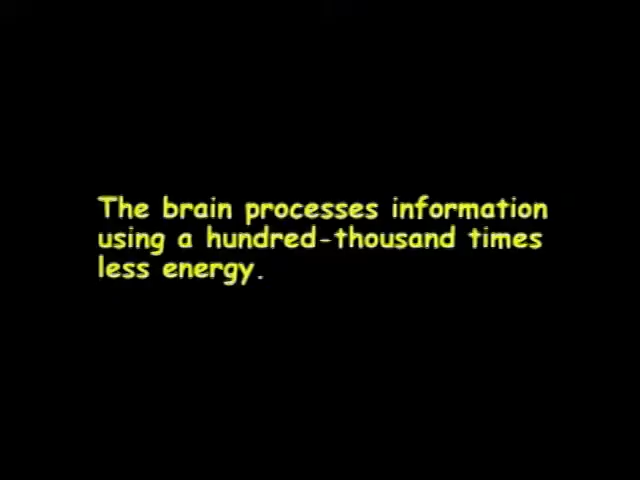 The brain processes information
using a hundred-thousand times
less energy.